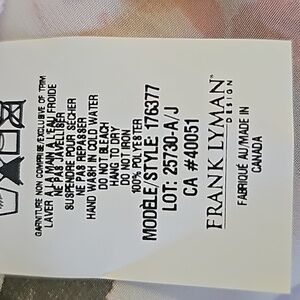 GARNITURE NON COMPRISE/EXCLUSIVE OF TRIM
LAVER A LA MAIN A L'EAU FROIDE
NE PAS JAVELLISER
SUSPENDRE POUR SECHER
NE PAS REPASSER
HAND WASH IN COLD WATER
DO NOT BLEACH
HANG TO DRY
DO NOT IRON
100% POLYESTER
MODÈLE/STYLE: 176377
LOT: 25730-A/J
CA #40051
FRANK LYMAN
DESIGN
FABRIQUÉ AU/MADE IN
CANADA